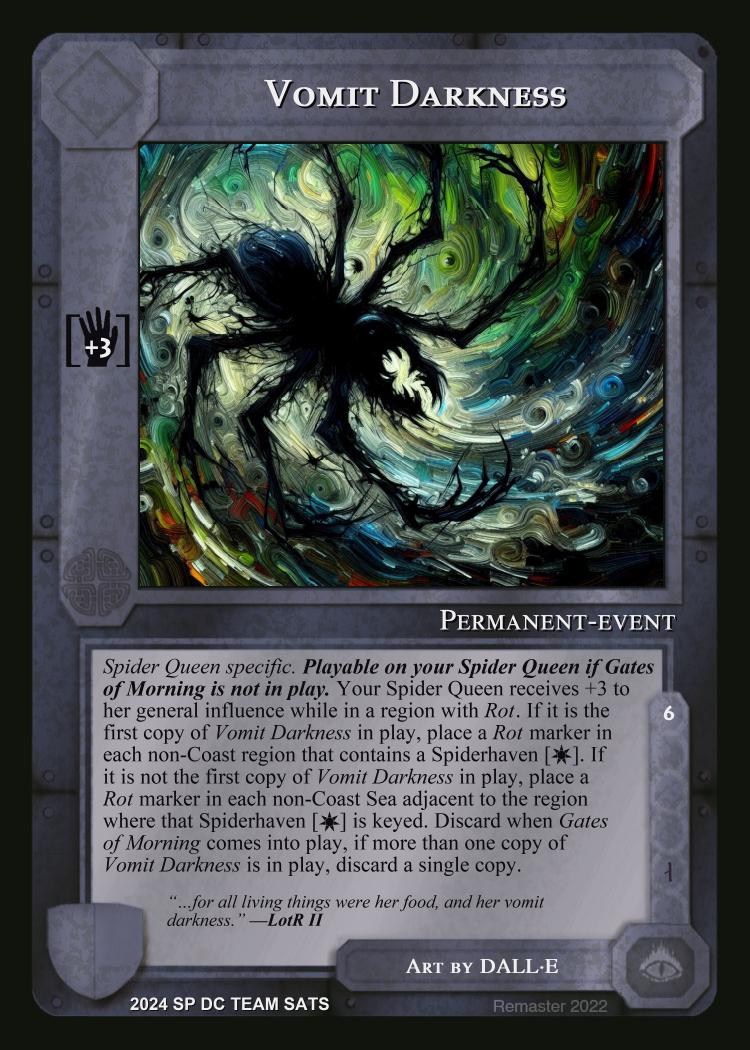 Vomit Darkness
+3
Permanent-event
Spider Queen specific. Playable on your Spider Queen if Gates
of Morning is not in play. Your Spider Queen receives +3 to
her general influence while in a region with Rot. If it is the
first copy of Vomit Darkness in play, place a Rot marker in
each non-Coast region that contains a Spiderhaven [✷]. If
it is not the first copy of Vomit Darkness in play, place a
Rot marker in each non-Coast Sea adjacent to the region
where that Spiderhaven [✷] is keyed. Discard when Gates
of Morning comes into play, if more than one copy of
Vomit Darkness is in play, discard a single copy.
6
“...for all living things were her food, and her vomit
darkness.” —LotR II
Art by DALL·E
2024 SP DC TEAM SATS
Remaster 2022